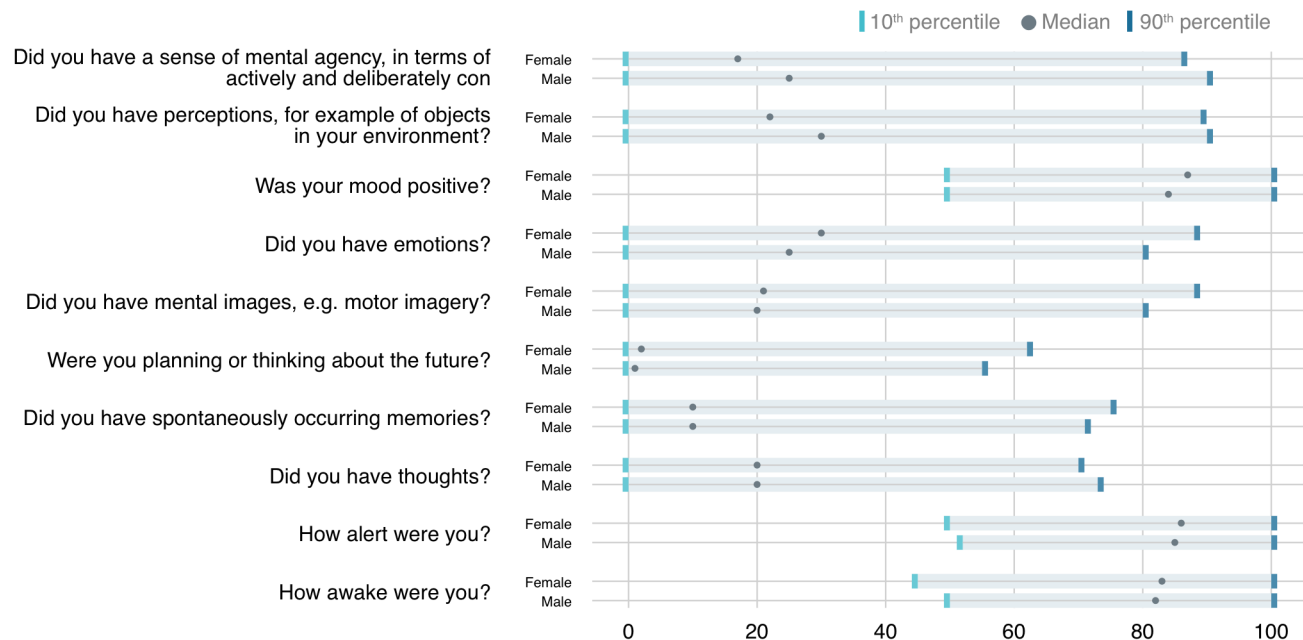 10th percentile Median 90th percentile
Did you have a sense of mental agency, in terms of
actively and deliberately con
Female
Male
Did you have perceptions, for example of objects
in your environment?
Female
Male
Was your mood positive?
Female
Male
Did you have emotions?
Female
Male
Did you have mental images, e.g. motor imagery?
Female
Male
Were you planning or thinking about the future?
Female
Male
Did you have spontaneously occurring memories?
Female
Male
Did you have thoughts?
Female
Male
How alert were you?
Female
Male
How awake were you?
Female
Male
0 20 40 60 80 100